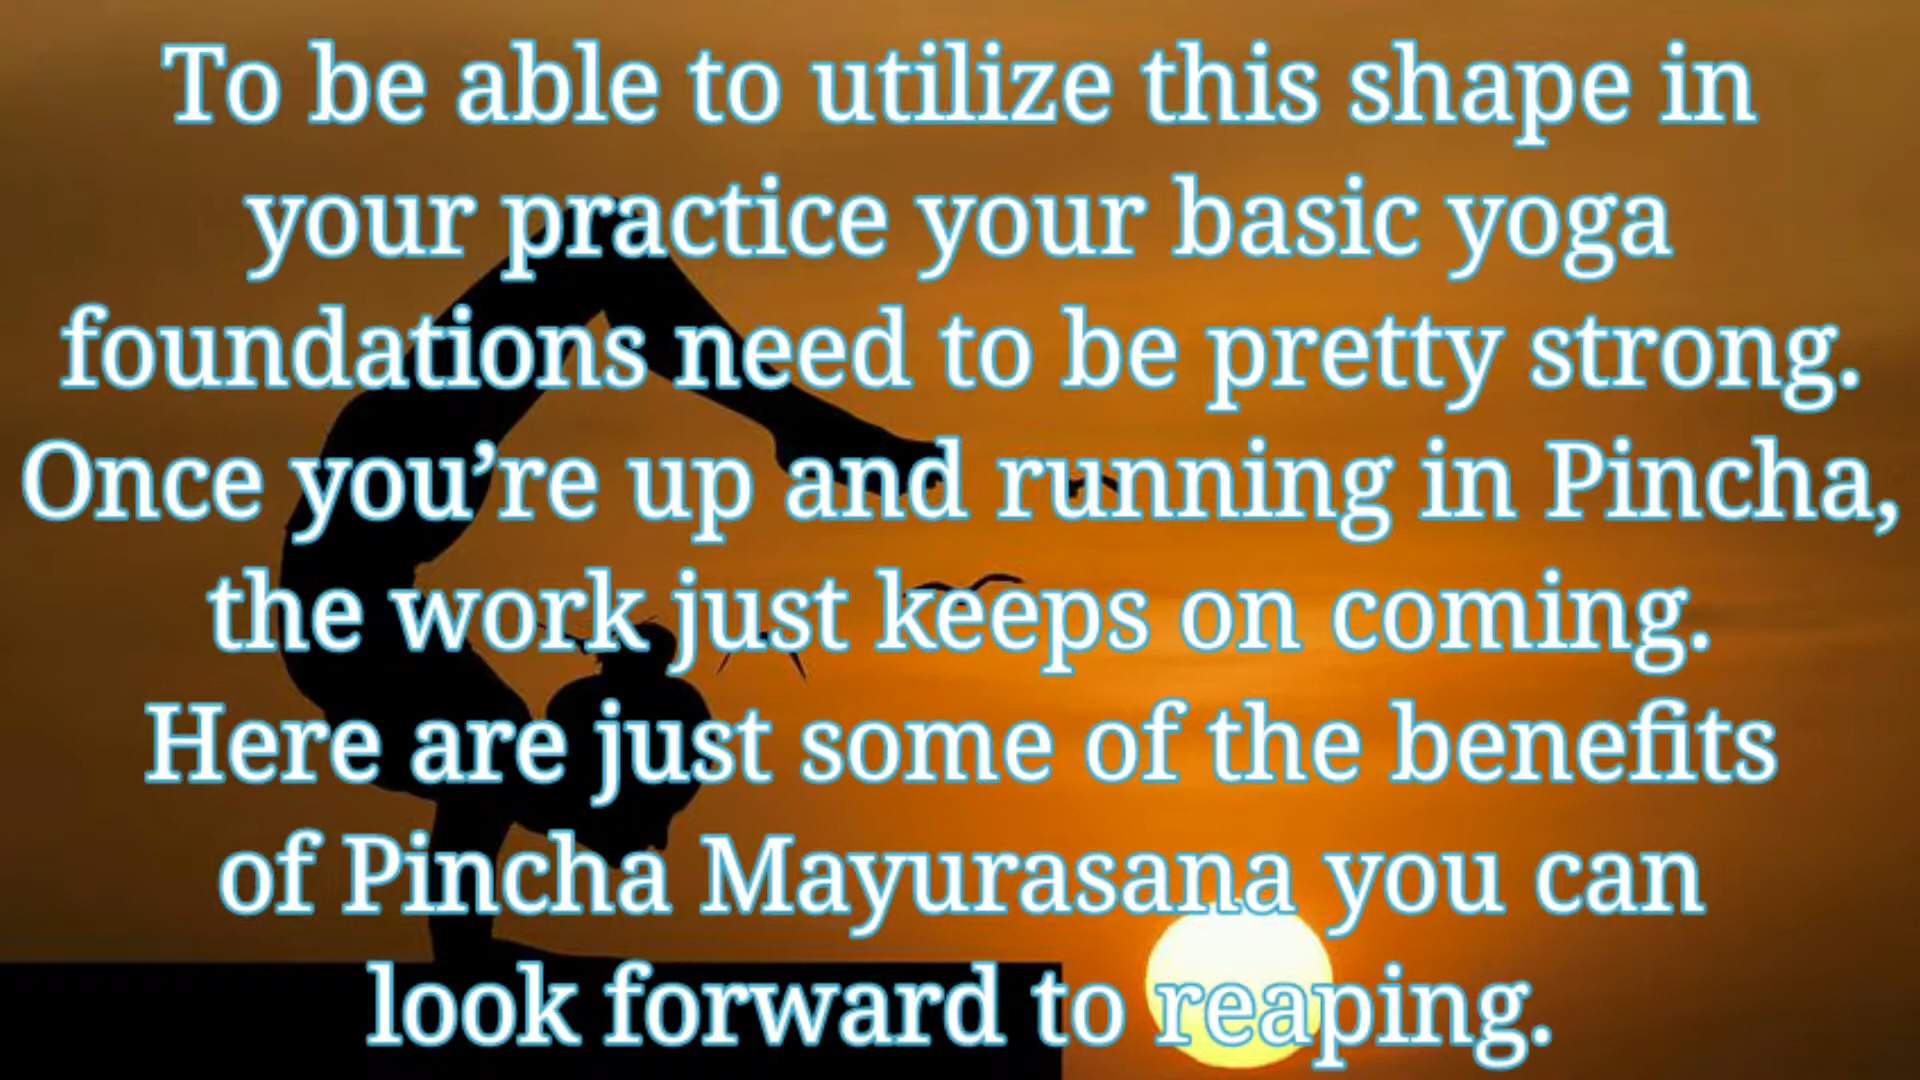 To be able to utilize this shape in
your practice your basic yoga
foundations need to be pretty strong.
Once you’re up and running in Pincha,
the work just keeps on coming.
Here are just some of the benefits
of Pincha Mayurasana you can
look forward to reaping.